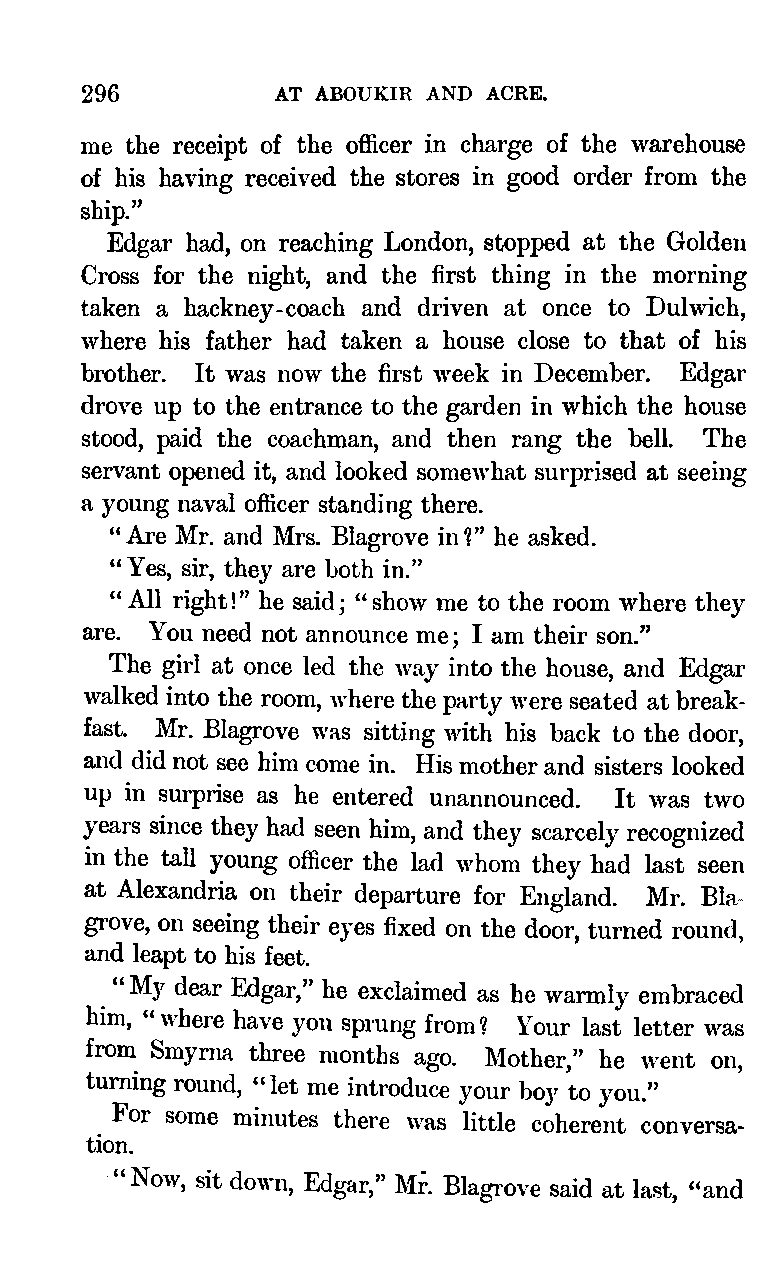 296 AT ABOUKIR AND ACRE.
me the receipt of the officer in charge of the warehouse
of his having received the stores in good order from the
ship."
Edgar had, on reaching London, stopped at the Golden
Cross for the night, and the first thing in the morning
taken a hackney-coach and driven at once to Dulwich,
where his father had taken a house close to that of his
brother. It was now the first week in December. Edgar
drove up to the entrance to the garden in which the house
stood, paid the coachman, and then rang the bell. The
servant opened it, and looked somewhat surprised at seeing
a young naval officer standing there.
"Are Mr. and Mrs. Blagrove in?" he asked.
"Yes, sir, they are both in."
"All right!" he said; "show me to the room where they
are. You need not announce me; I am their son."
The girl at once led the way into the house, and Edgar
walked into the room, where the party were seated at break-
fast. Mr. Blagrove was sitting with his back to the door,
and did not see him come in. His mother and sisters looked
up in surprise as he entered unannounced. It was two
years since they had seen him, and they scarcely recognized
in the tall young officer the lad whom they had last seen
at Alexandria on their departure for England. Mr. Bla-
grove, on seeing their eyes fixed on the door, turned round,
and leapt to his feet.
"My dear Edgar," he exclaimed as he warmly embraced
him, "where have you sprung from? Your last letter was
from Smyrna three months ago. Mother," he went on,
turning round, "let me introduce your boy to you."
For some minutes there was little coherent conversa-
tion.
"Now, sit down, Edgar," Mr. Blagrove said at last, "and